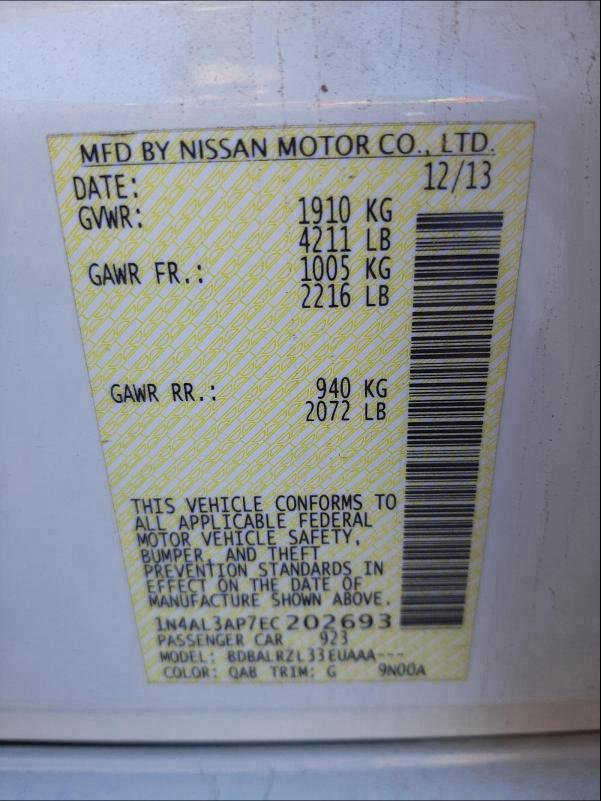 MFD BY NISSAN MOTOR CO., LTD.
DATE: 12/13
GVWR: 1910 KG
4211 LB
GAWR FR.: 1005 KG
2216 LB
GAWR RR.: 940 KG
2072 LB
THIS VEHICLE CONFORMS TO
ALL APPLICABLE FEDERAL
MOTOR VEHICLE SAFETY,
BUMPER, AND THEFT
PREVENTION STANDARDS IN
EFFECT ON THE DATE OF
MANUFACTURE SHOWN ABOVE.
1N4AL3AP7EC202693
PASSENGER CAR 923
MODEL: BDBALRZL33EUAAA---
COLOR: QAB TRIM: G 9N00A